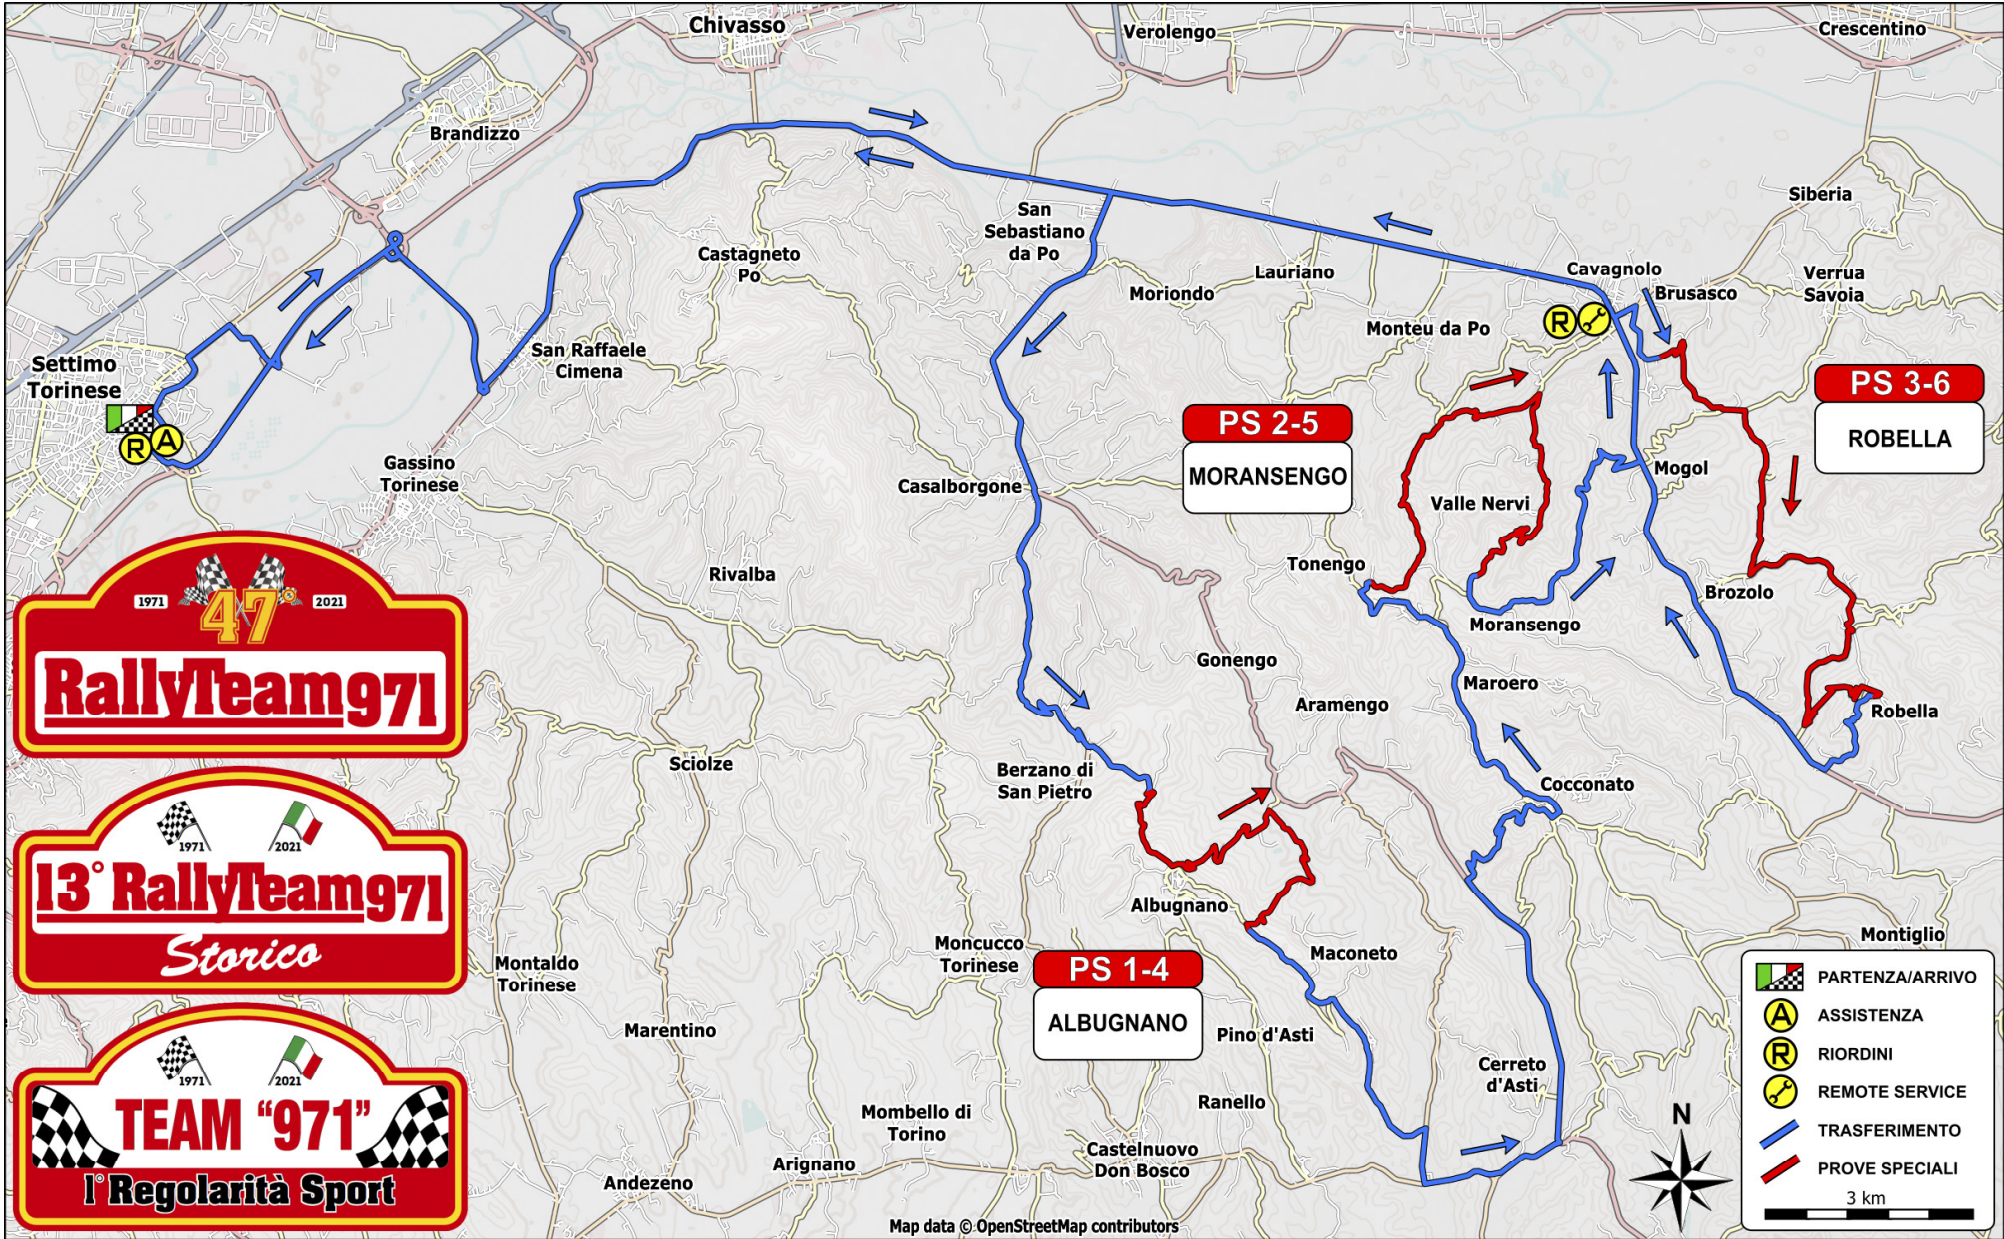 Chivasso
Verolengo
Crescentino
Brandizzo
Siberia
San
Sebastiano
da Po
Castagneto
Po
Lauriano
Cavagnolo
Verrua
Savoia
Moriondo
Brusasco
R
Monteu da Po
San Raffaele
Cimena
Settimo
Torinese
R
A
PS 3-6
ROBELLA
PS 2-5
MORANSENGO
Gassino
Torinese
Casalborgone
Mogol
Valle Nervi
Tonengo
Rivalba
Brozolo
Moransengo
Gonengo
Maroero
Aramengo
Robella
Sciolze
Berzano di
San Pietro
Cocconato
Albugnano
Montiglio
Moncucco
Torinese
Maconeto
Montaldo
Torinese
PS 1-4
ALBUGNANO
Marentino
Pino d'Asti
Cerreto
d'Asti
Ranello
Mombello di
Torino
Castelnuovo
Don Bosco
Arignano
Andezeno
Map data © OpenStreetMap contributors
1971
47°
2021
RallyTeam971
1971
2021
13° RallyTeam971
Storico
1971
2021
TEAM "971"
1° Regolarità Sport
N
PARTENZA/ARRIVO
A
ASSISTENZA
R
RIORDINI
REMOTE SERVICE
TRASFERIMENTO
PROVE SPECIALI
3 km